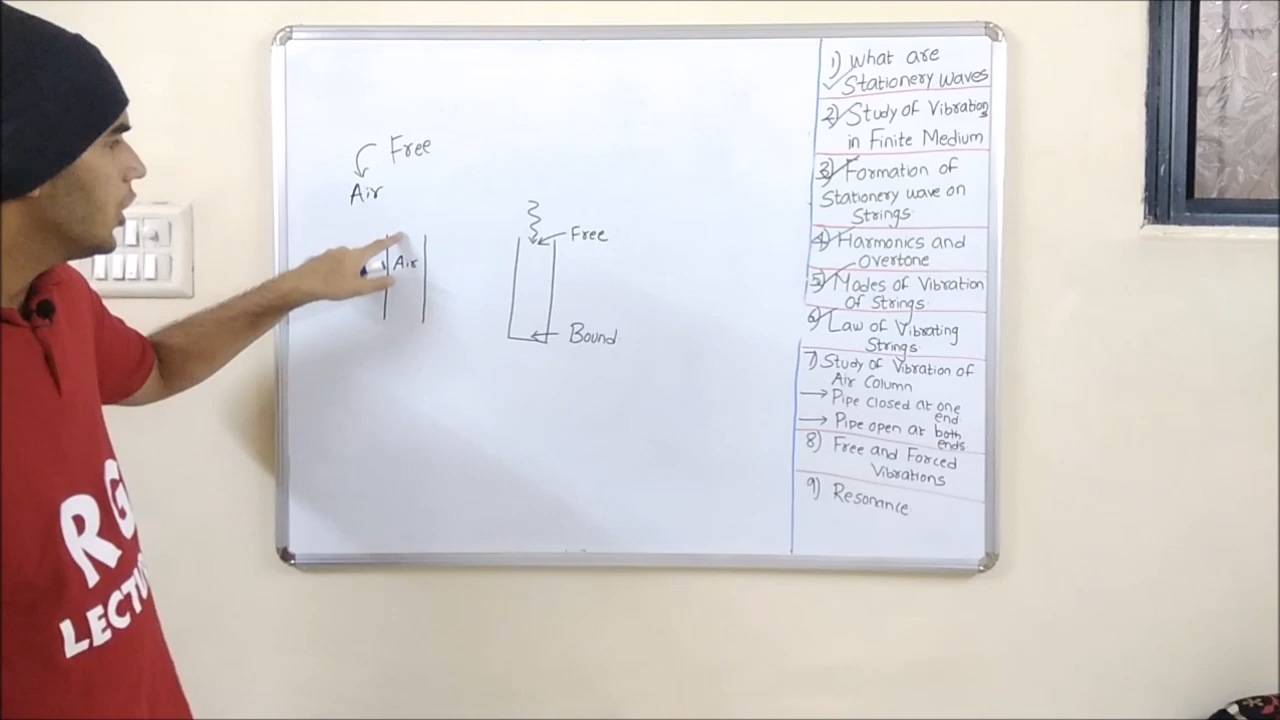 Free
Air
Air
Free
Bound
1) What are
Stationery waves
2) Study of Vibrations
in Finite Medium
3) Formation of
Stationery wave on
Strings
4) Harmonics and
Overtone
5) Modes of Vibration
of Strings
6) Law of Vibrating
Strings
7) Study of Vibration of
Air Column
→ Pipe closed at one
end
→ Pipe open at both
ends
8) Free and Forced
Vibrations
9) Resonance
RG
LECTU